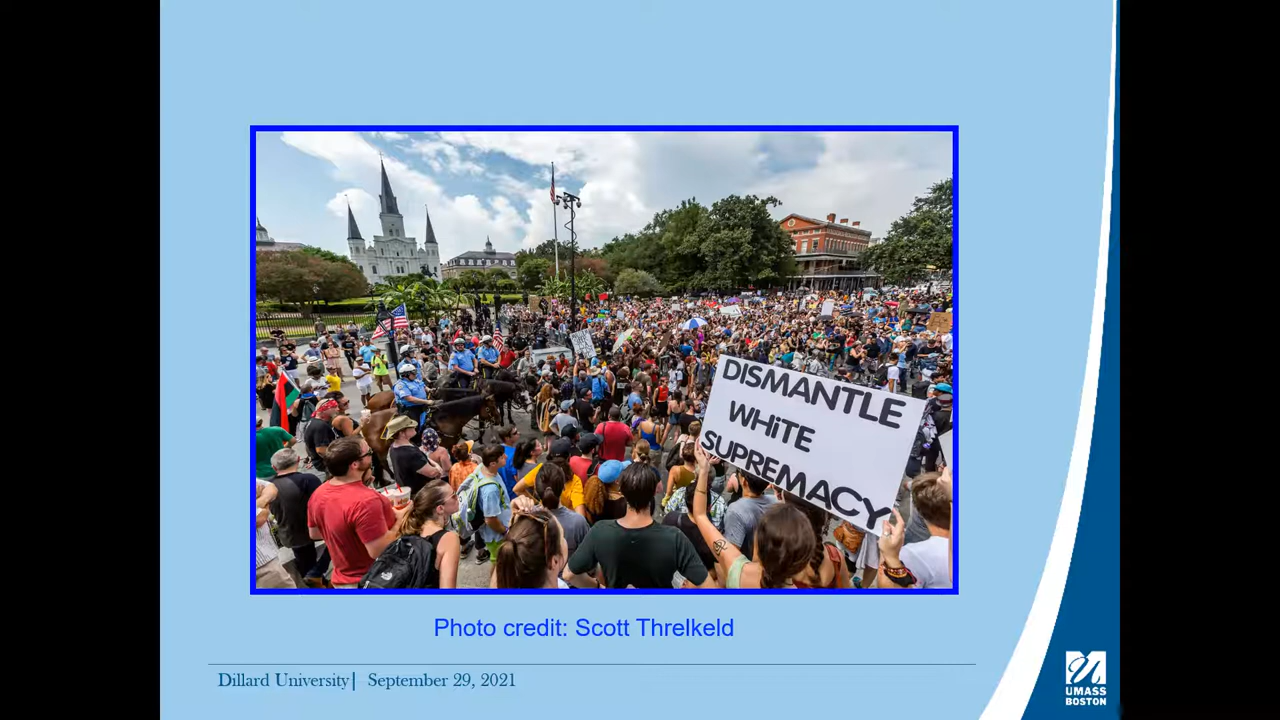 DISMANTLE
WHiTE
SUPREMACY
Photo credit: Scott Threlkeld
Dillard University| September 29, 2021
UMASS
BOSTON